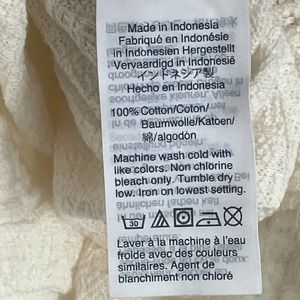 Made in Indonesia
Fabriqué en Indonésie
in Indonesien Hergestellt
Vervaardigd in Indonesië
インドネシア製
Hecho en Indonesia
100% Cotton/Coton/
Baumwolle/Katoen/
綿/algodón
Machine wash cold with
like colors. Non chlorine
bleach only. Tumble dry
low. Iron on lowest setting.
30
Laver à la machine à l'eau
froide avec des couleurs
similaires. Agent de
blanchiment non chloré